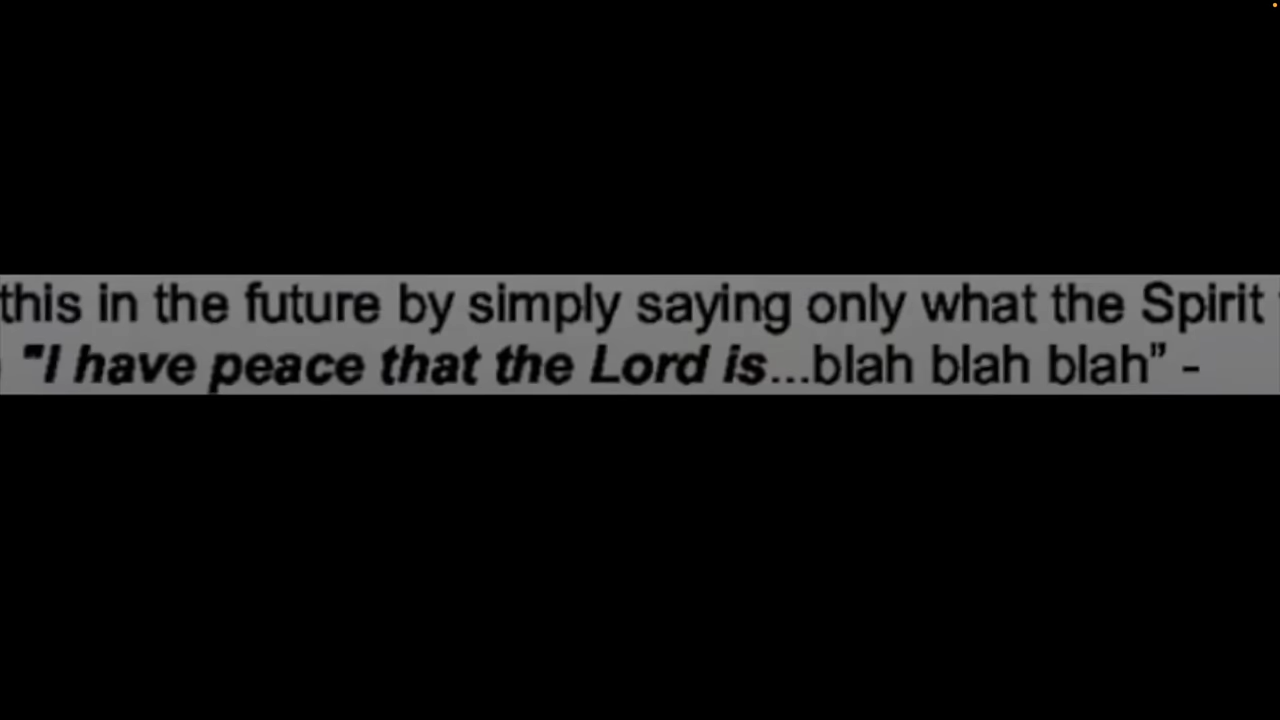 this in the future by simply saying only what the Spirit
"I have peace that the Lord is...blah blah blah” -